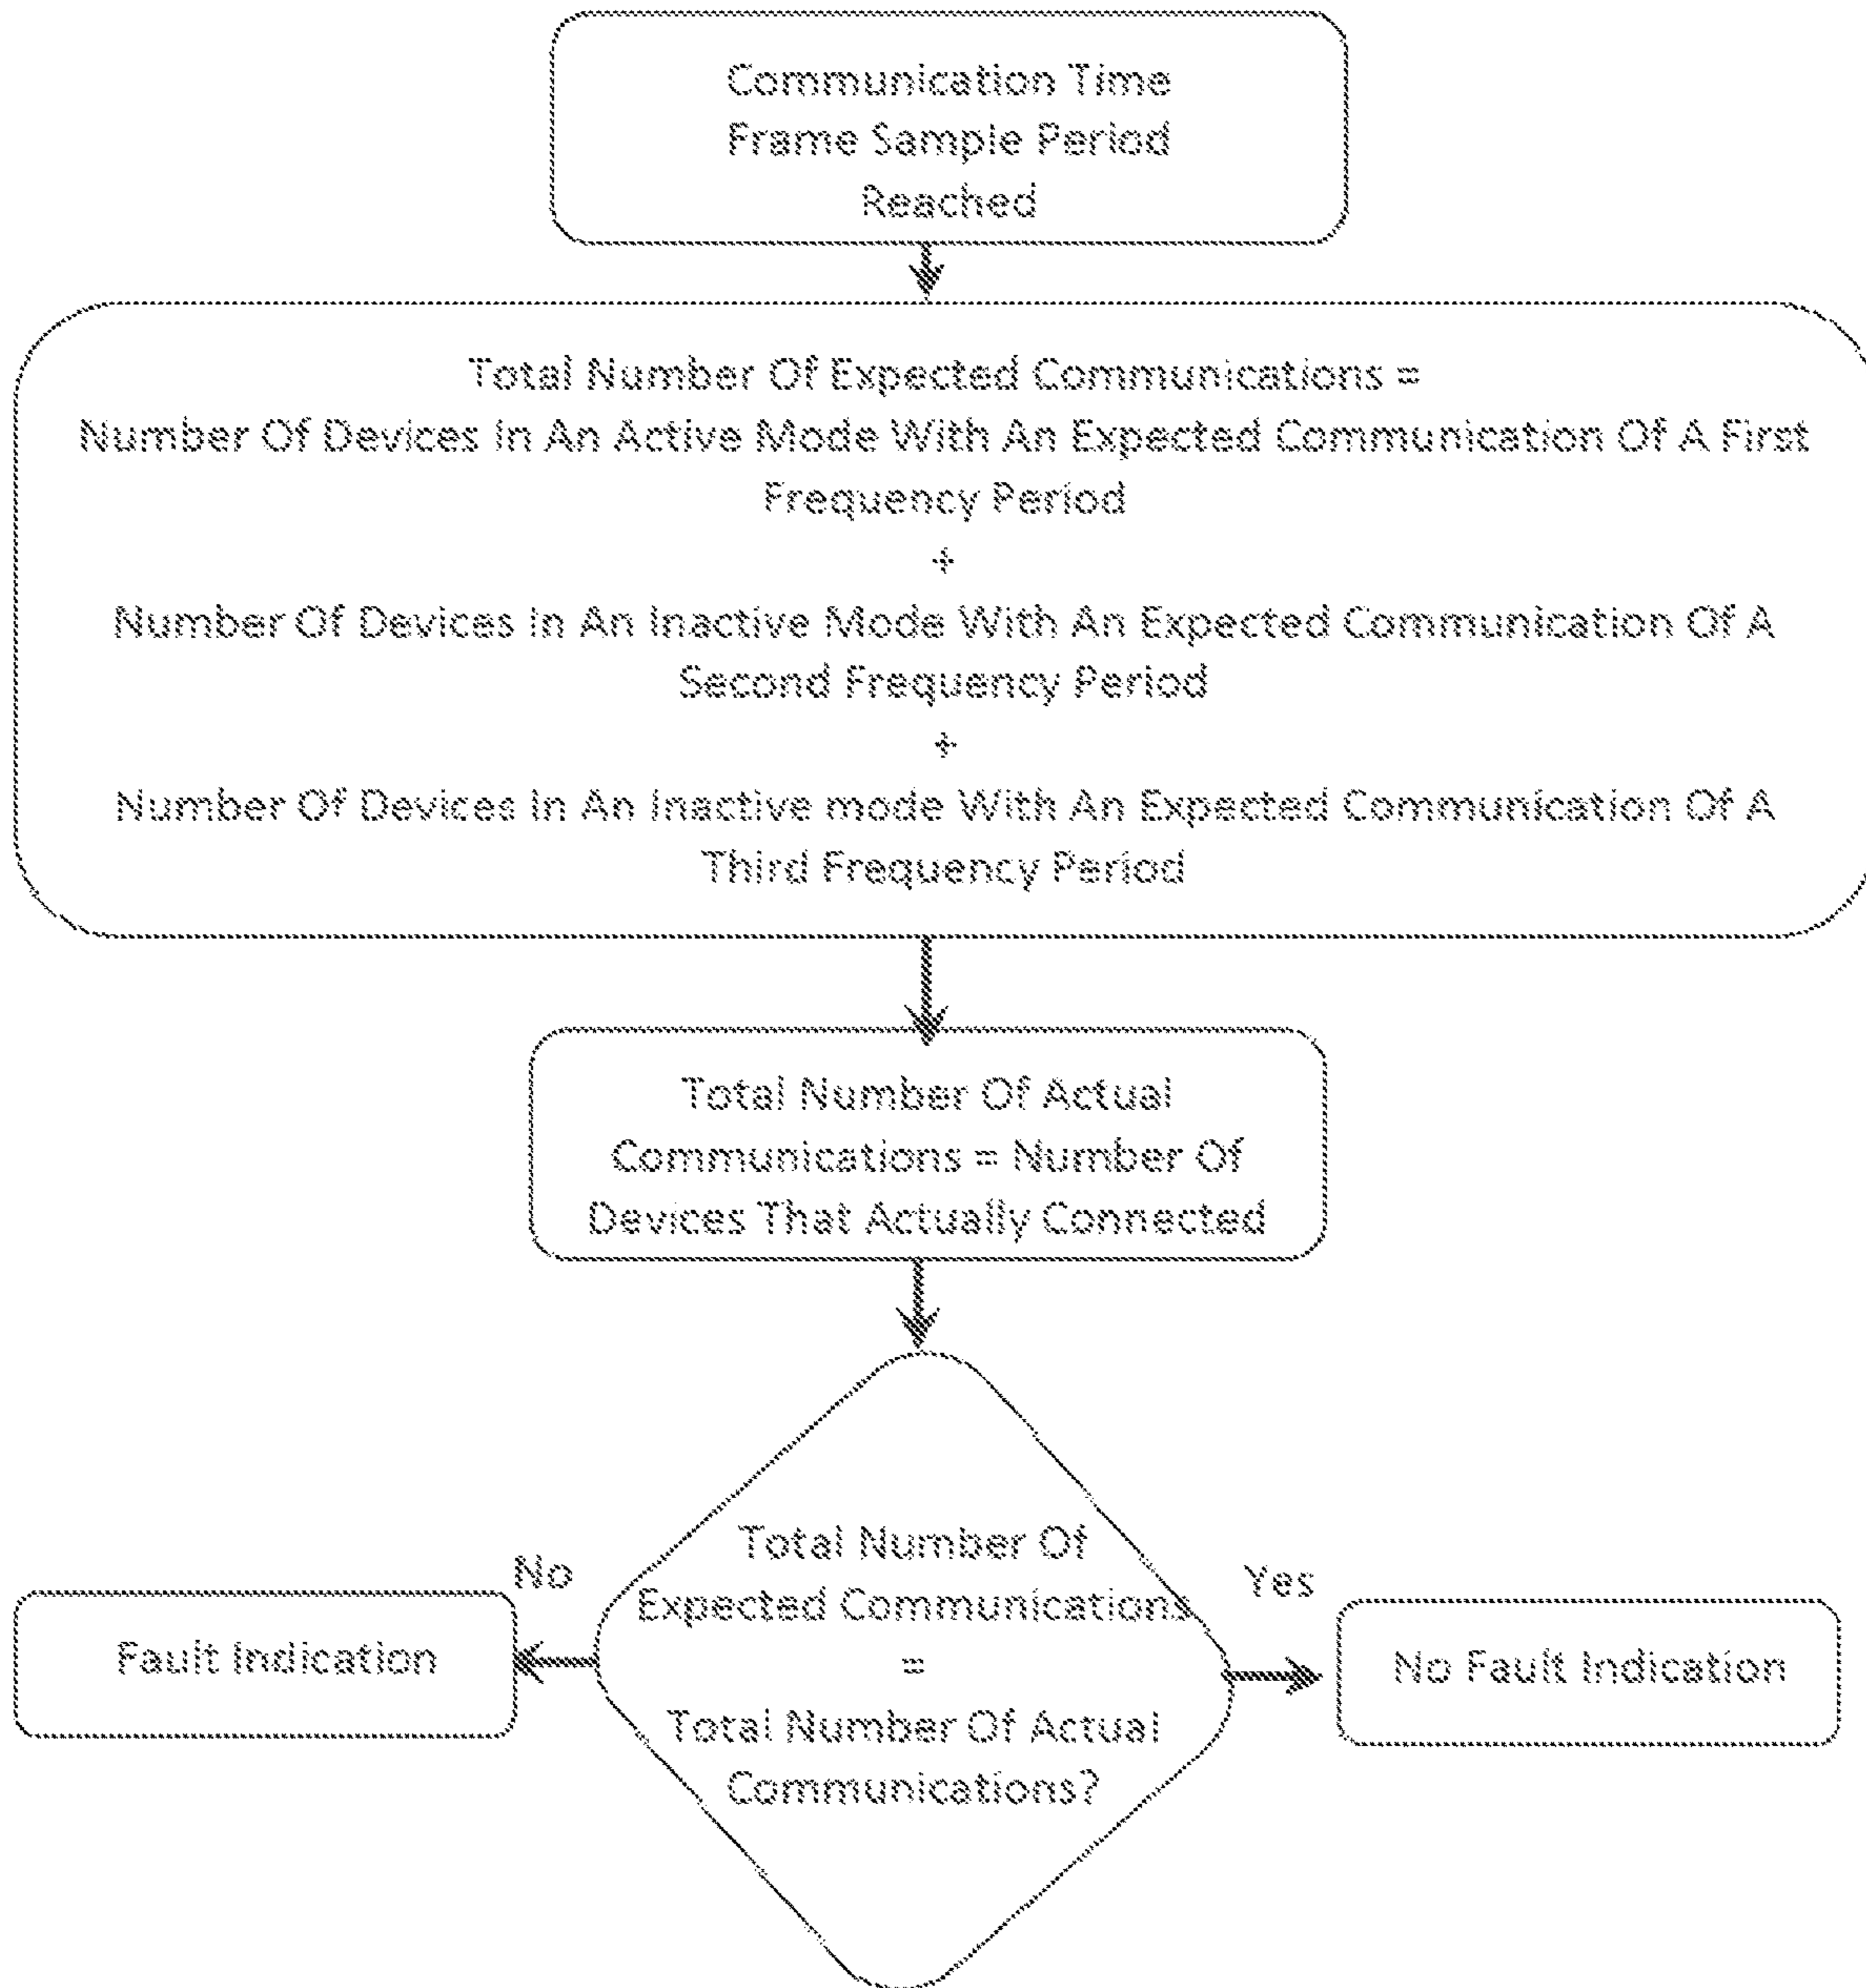 Communication Time
Frame Sample Period
Reached
Total Number Of Expected Communications =
Number Of Devices In An Active Mode With An Expected Communication Of A First
Frequency Period
+
Number Of Devices In An Inactive Mode With An Expected Communication Of A
Second Frequency Period
+
Number Of Devices In An Inactive mode With An Expected Communication Of A
Third Frequency Period
Total Number Of Actual
Communications = Number Of
Devices That Actually Connected
Total Number Of
Expected Communications
=
Total Number Of Actual
Communications?
No
Fault Indication
Yes
No Fault Indication